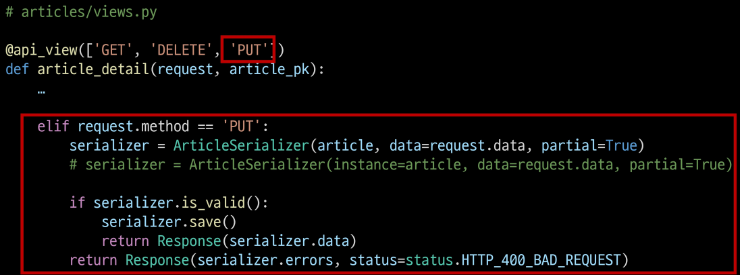 # articles/views.py
@api_view(['GET', 'DELETE', 'PUT'])
def article_detail(request, article_pk):
…
elif request.method == 'PUT':
serializer = ArticleSerializer(article, data=request.data, partial=True)
# serializer = ArticleSerializer(instance=article, data=request.data, partial=True)
if serializer.is_valid():
serializer.save()
return Response(serializer.data)
return Response(serializer.errors, status=status.HTTP_400_BAD_REQUEST)